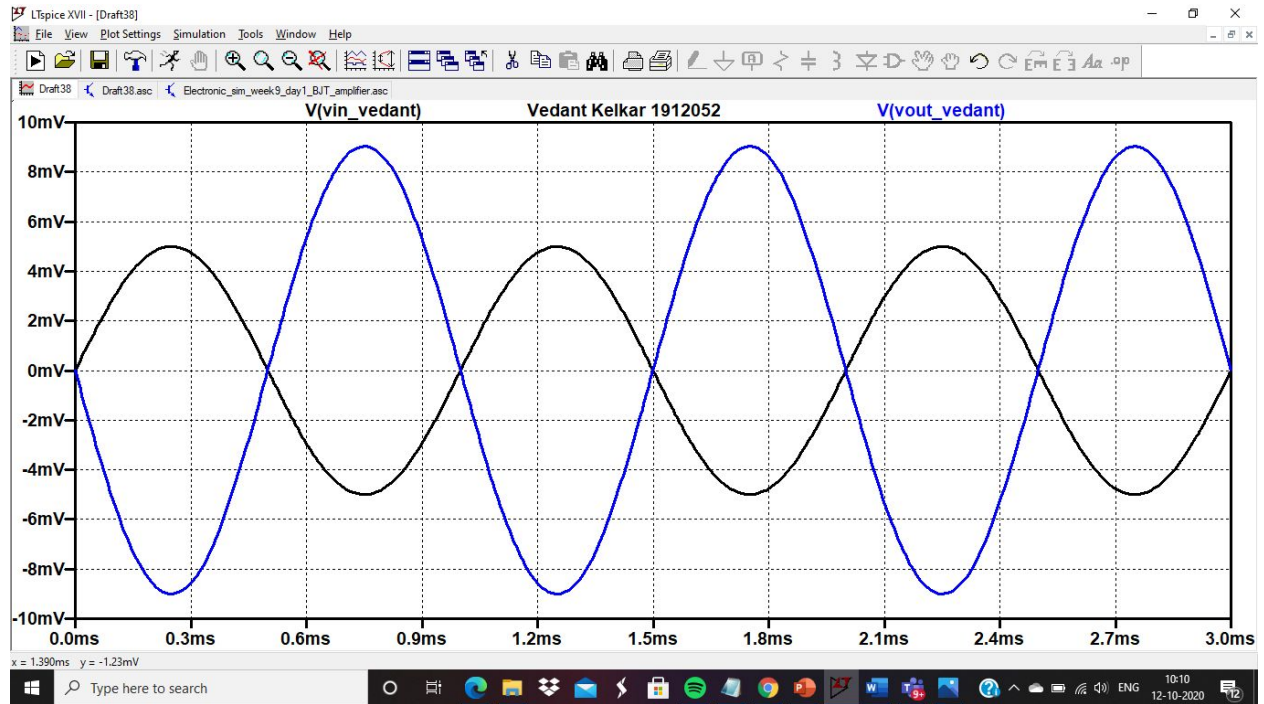 LTspice XVII - [Draft38]
File View Plot Settings Simulation Tools Window Help
Draft38 Draft38.asc Electronic_sim_week9_day1_BJT_amplifier.asc
V(vin_vedant) Vedant Kelkar 1912052 V(vout_vedant)
10mV
8mV
6mV
4mV
2mV
0mV
-2mV
-4mV
-6mV
-8mV
-10mV
0.0ms 0.3ms 0.6ms 0.9ms 1.2ms 1.5ms 1.8ms 2.1ms 2.4ms 2.7ms 3.0ms
x = 1.390ms y = -1.23mV
Type here to search
9+
ENG
10:10
12-10-2020
12